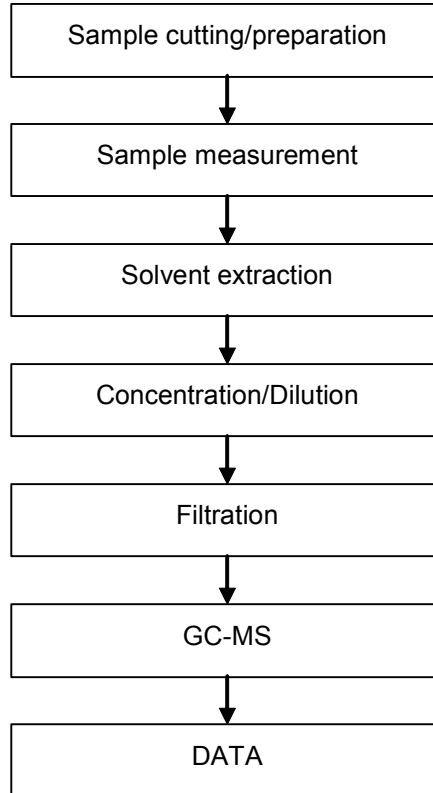 Sample cutting/preparation
Sample measurement
Solvent extraction
Concentration/Dilution
Filtration
GC-MS
DATA